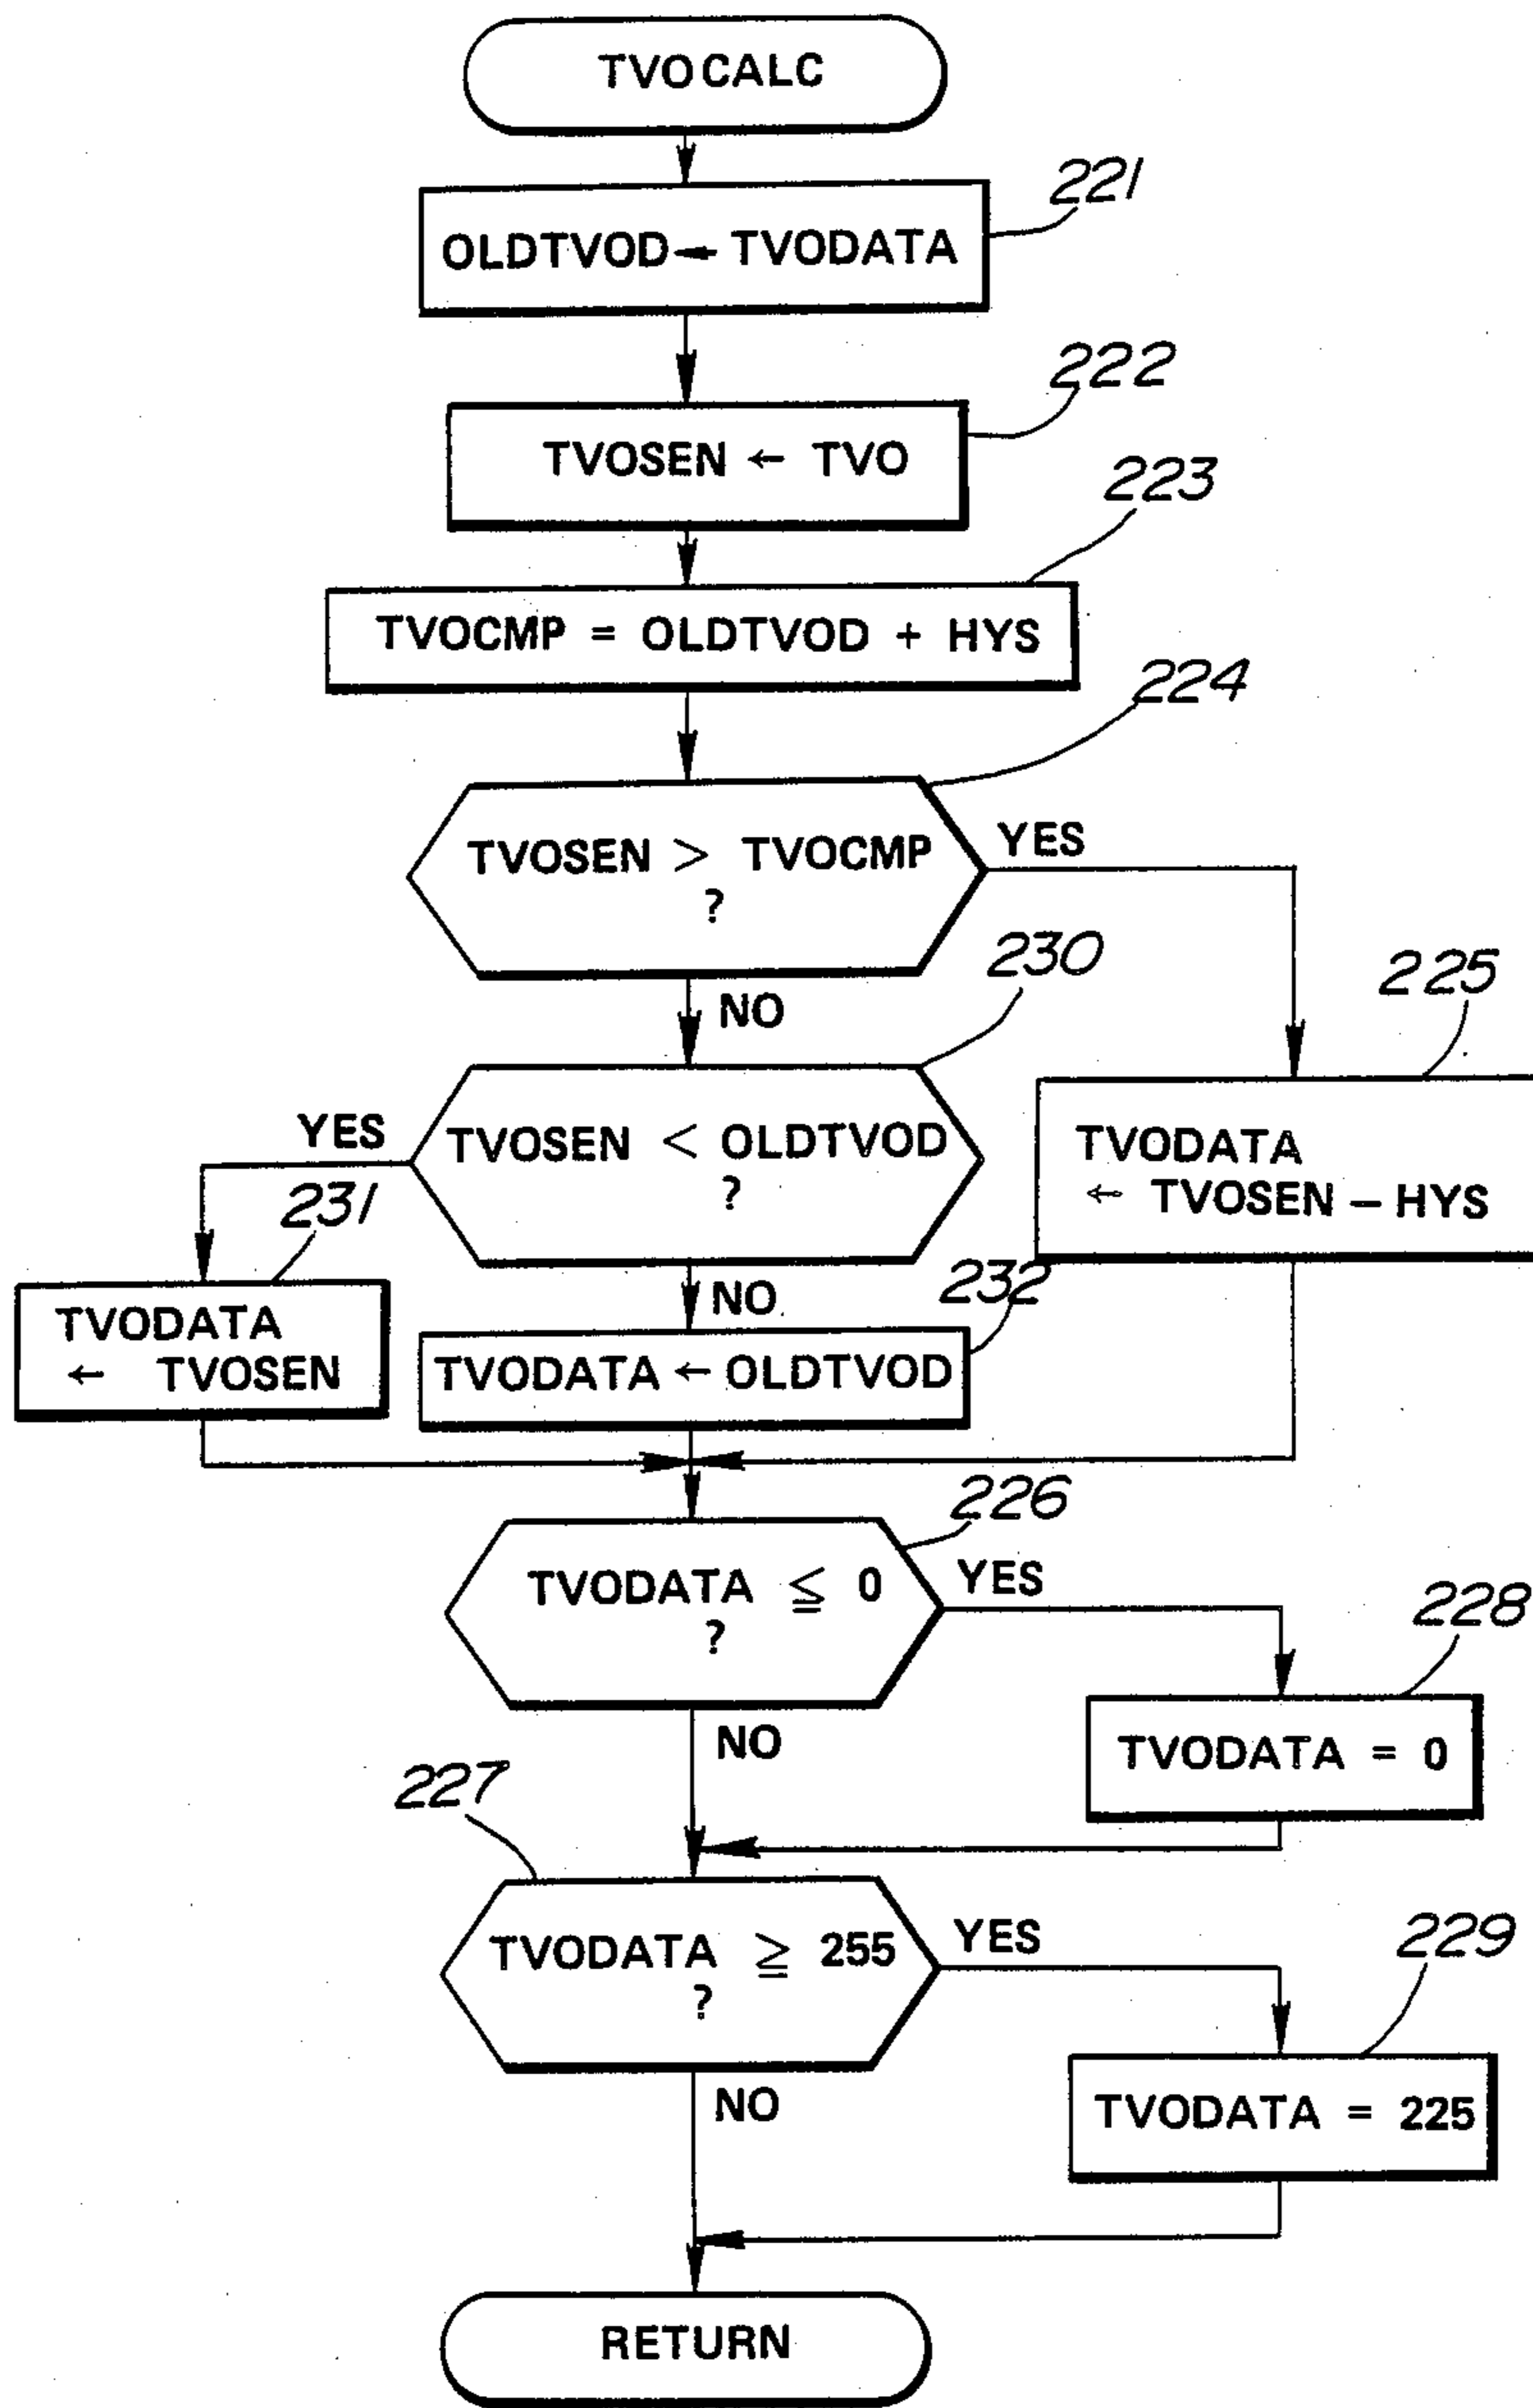 TVOCALC
221
OLDTVOD ← TVODATA
222
TVOSEN ← TVO
223
TVOCMP = OLDTVOD + HYS
224
TVOSEN > TVOCMP
?
YES
NO
230
225
TVOSEN < OLDTVOD
?
YES
TVODATA
← TVOSEN – HYS
231
NO
232
TVODATA
← TVOSEN
TVODATA ← OLDTVOD
226
TVODATA ≦ 0
?
YES
228
NO
TVODATA = 0
227
TVODATA ≧ 255
?
YES
229
NO
TVODATA = 225
RETURN